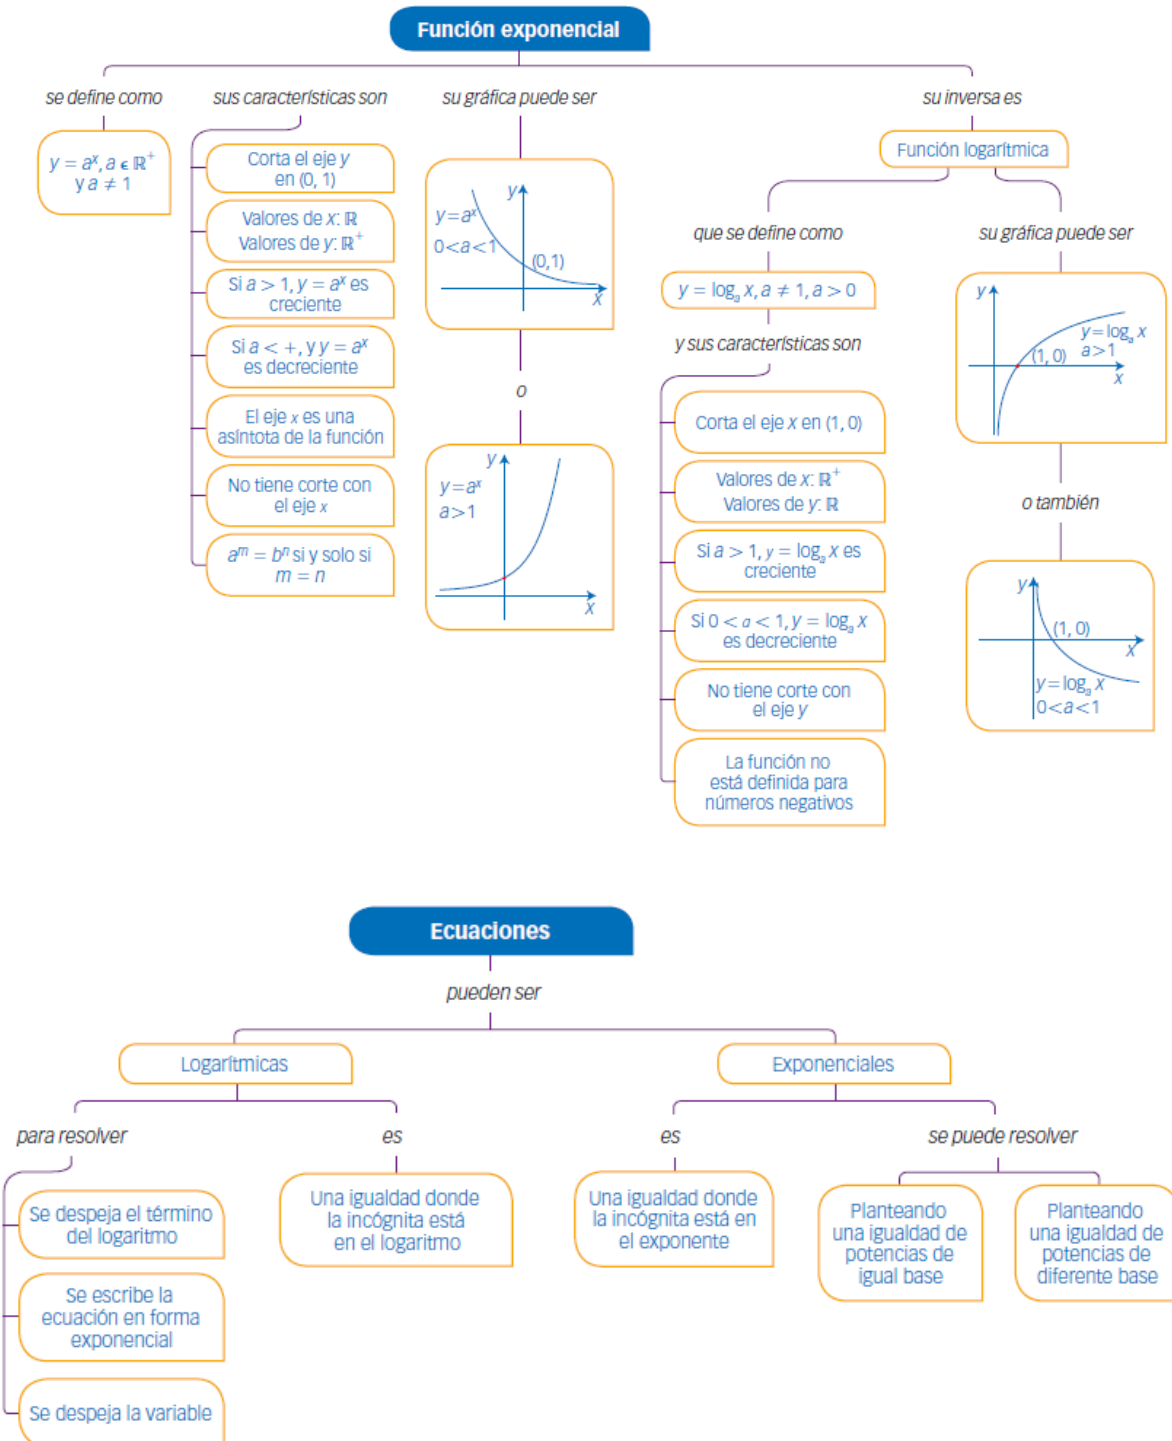 Función exponencial
se define como
y = aˣ, a ϵ ℝ⁺
y a ≠ 1
sus características son
Corta el eje y
en (0, 1)
Valores de x: ℝ
Valores de y: ℝ⁺
Si a > 1, y = aˣ es
creciente
Si a < +, y y = aˣ
es decreciente
El eje x es una
asíntota de la función
No tiene corte con
el eje x
aᵐ = bⁿ si y solo si
m = n
su gráfica puede ser
y
y = aˣ
0 < a < 1
(0,1)
x
o
y
y = aˣ
a > 1
x
su inversa es
Función logarítmica
que se define como
y = logₐ x, a ≠ 1, a > 0
y sus características son
Corta el eje x en (1, 0)
Valores de x: ℝ⁺
Valores de y: ℝ
Si a > 1, y = logₐ x es
creciente
Si 0 < a < 1, y = logₐ x
es decreciente
No tiene corte con
el eje y
La función no
está definida para
números negativos
su gráfica puede ser
y
y = logₐ x
(1, 0) a > 1
x
o también
y
(1, 0)
x
y = logₐ x
0 < a < 1
Ecuaciones
pueden ser
Logarítmicas
para resolver
Se despeja el término
del logaritmo
Se escribe la
ecuación en forma
exponencial
Se despeja la variable
es
Una igualdad donde
la incógnita está
en el logaritmo
Exponenciales
es
Una igualdad donde
la incógnita está en
el exponente
se puede resolver
Planteando
una igualdad de
potencias de
igual base
Planteando
una igualdad de
potencias de
diferente base